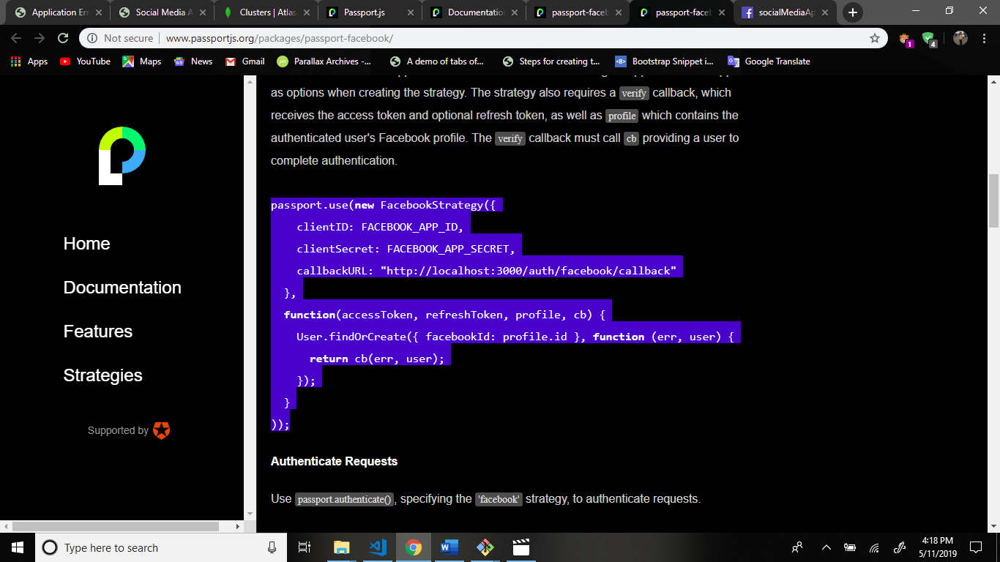 Application Err
Social Media A
Clusters | Atlas
Passport.js
Documentation
passport-faceb
passport-faceb
socialMediaAp
Not secure
www.passportjs.org/packages/passport-facebook/
1
4
Apps
YouTube
Maps
News
Gmail
Parallax Archives -...
A demo of tabs of...
Steps for creating t...
Bootstrap Snippet i...
Google Translate
Home
Documentation
Features
Strategies
Supported by
as options when creating the strategy. The strategy also requires a verify callback, which
receives the access token and optional refresh token, as well as profile which contains the
authenticated user's Facebook profile. The verify callback must call cb providing a user to
complete authentication.
passport.use(new FacebookStrategy({
clientID: FACEBOOK_APP_ID,
clientSecret: FACEBOOK_APP_SECRET,
callbackURL: "http://localhost:3000/auth/facebook/callback"
},
function(accessToken, refreshToken, profile, cb) {
User.findOrCreate({ facebookId: profile.id }, function (err, user) {
return cb(err, user);
});
}
));
Authenticate Requests
Use passport.authenticate(), specifying the 'facebook' strategy, to authenticate requests.
Type here to search
4:18 PM
5/11/2019